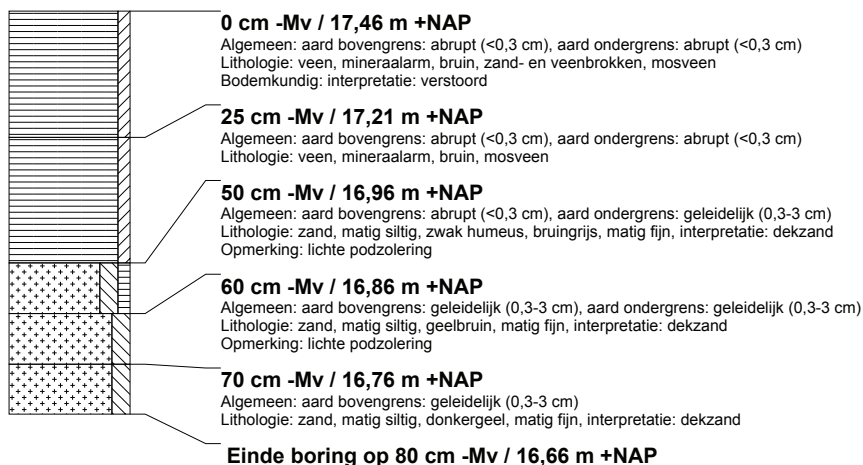 0 cm -Mv / 17,46 m +NAP
Algemeen: aard bovengrens: abrupt (<0,3 cm), aard ondergrens: abrupt (<0,3 cm)
Lithologie: veen, mineraalarm, bruin, zand- en veenbrokken, mosveen
Bodemkundig: interpretatie: verstoord
25 cm -Mv / 17,21 m +NAP
Algemeen: aard bovengrens: abrupt (<0,3 cm), aard ondergrens: abrupt (<0,3 cm)
Lithologie: veen, mineraalarm, bruin, mosveen
50 cm -Mv / 16,96 m +NAP
Algemeen: aard bovengrens: abrupt (<0,3 cm), aard ondergrens: geleidelijk (0,3-3 cm)
Lithologie: zand, matig siltig, zwak humeus, bruingrijs, matig fijn, interpretatie: dekzand
Opmerking: lichte podzolering
60 cm -Mv / 16,86 m +NAP
Algemeen: aard bovengrens: geleidelijk (0,3-3 cm), aard ondergrens: geleidelijk (0,3-3 cm)
Lithologie: zand, matig siltig, geelbruin, matig fijn, interpretatie: dekzand
Opmerking: lichte podzolering
70 cm -Mv / 16,76 m +NAP
Algemeen: aard bovengrens: geleidelijk (0,3-3 cm)
Lithologie: zand, matig siltig, donkergeel, matig fijn, interpretatie: dekzand
Einde boring op 80 cm -Mv / 16,66 m +NAP